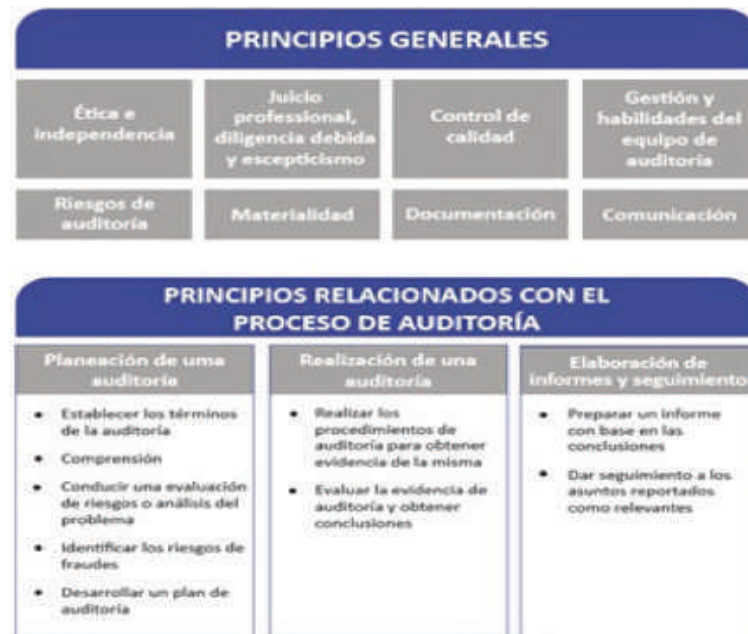 PRINCIPIOS GENERALES
Ética e
independencia
Juicio
professional,
diligencia debida
y escepticismo
Control de
calidad
Gestión y
habilidades del
equipo de
auditoría
Riesgos de
auditoría
Materialidad
Documentación
Comunicación
PRINCIPIOS RELACIONADOS CON EL
PROCESO DE AUDITORÍA
Planeación de uma
auditoría
• Establecer los términos
de la auditoría
• Comprensión
• Conducir una evaluación
de riesgos o análisis del
problema
• Identificar los riesgos de
fraudes
• Desarrollar un plan de
auditoría
Realización de una
auditoría
• Realizar los
procedimientos de
auditoría para obtener
evidencia de la misma
• Evaluar la evidencia de
auditoría y obtener
conclusiones
Elaboración de
informes y seguimiento
• Preparar un informe
con base en las
conclusiones
• Dar seguimiento a los
asuntos reportados
como relevantes